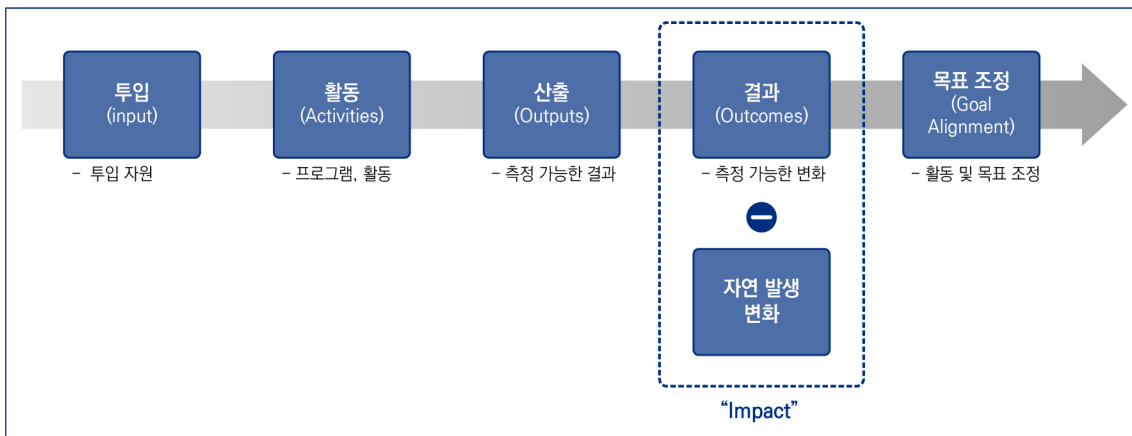 투입
(input)
- 투입 자원
활동
(Activities)
- 프로그램, 활동
산출
(Outputs)
- 측정 가능한 결과
결과
(Outcomes)
- 측정 가능한 변화
자연 발생
변화
"Impact"
목표 조정
(Goal
Alignment)
- 활동 및 목표 조정